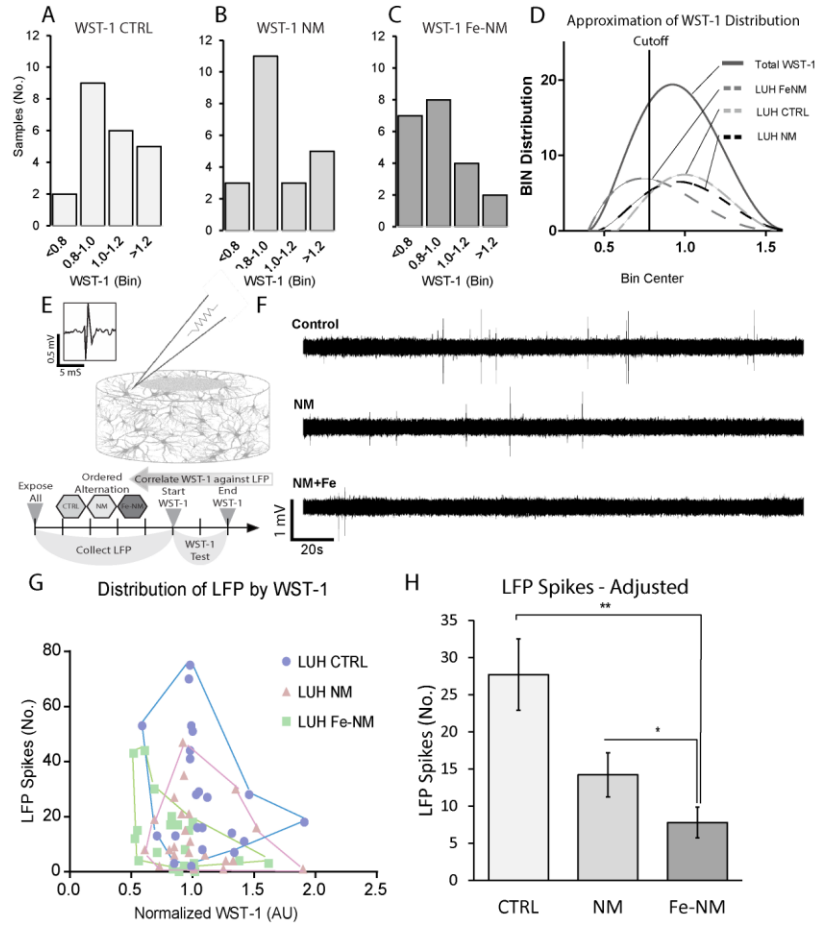 A
WST-1 CTRL
Samples (No.)
12
10
8
6
4
2
0
<0.8
0.8-1.0
1.0-1.2
>1.2
WST-1 (Bin)
B
WST-1 NM
12
10
8
6
4
2
0
<0.8
0.8-1.0
1.0-1.2
>1.2
WST-1 (Bin)
C
WST-1 Fe-NM
12
10
8
6
4
2
0
<0.8
0.8-1.0
1.0-1.2
>1.2
WST-1 (Bin)
D
Approximation of WST-1 Distribution
Cutoff
BIN Distribution
20
10
0
0.5
1.0
1.5
Bin Center
Total WST-1
LUH FeNM
LUH CTRL
LUH NM
E
0.5 mV
5 mS
Correlate WST-1 against LFP
Expose
All
Ordered
Alternation
Start
WST-1
End
WST-1
CTRL
NM
Fe-NM
Collect LFP
WST-1
Test
F
Control
NM
NM+Fe
1 mV
20s
G
Distribution of LFP by WST-1
LFP Spikes (No.)
80
60
40
20
0
0.0
0.5
1.0
1.5
2.0
2.5
Normalized WST-1 (AU)
LUH CTRL
LUH NM
LUH Fe-NM
H
LFP Spikes - Adjusted
LFP Spikes (No.)
35
30
25
20
15
10
5
0
**
*
CTRL
NM
Fe-NM